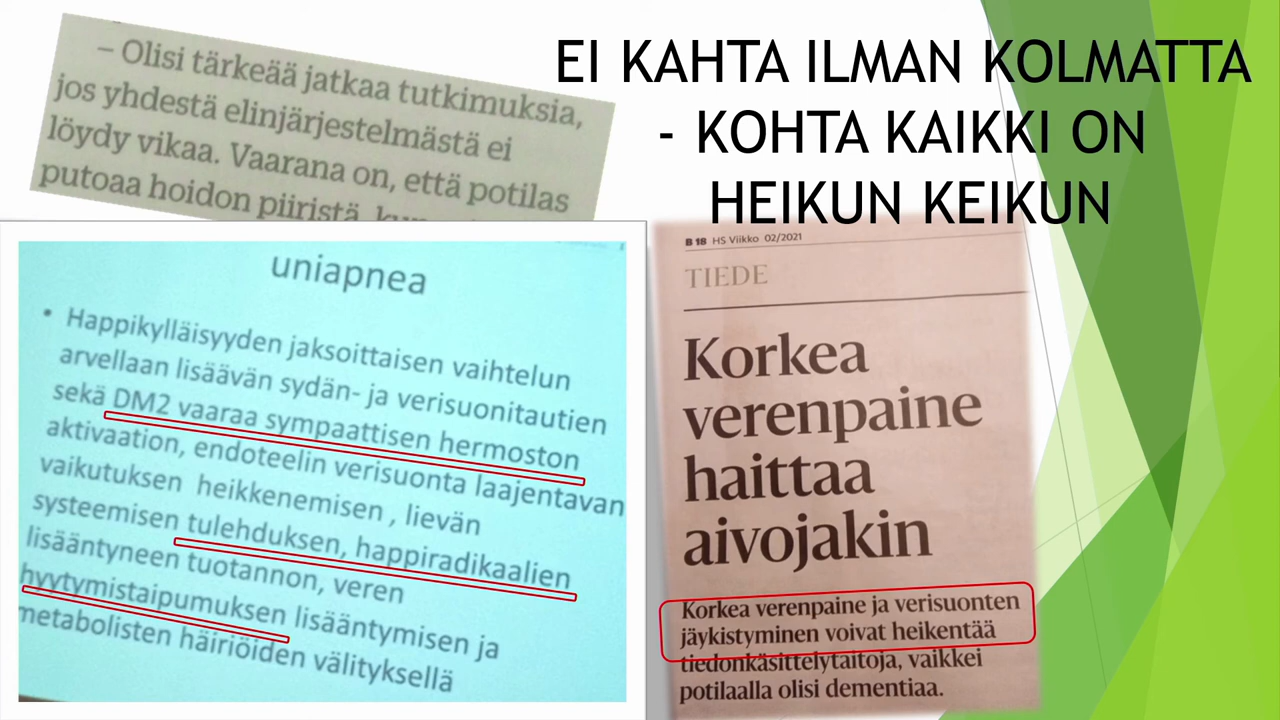 EI KAHTA ILMAN KOLMATTA
- KOHTA KAIKKI ON
HEIKUN KEIKUN
– Olisi tärkeää jatkaa tutkimuksia,
jos yhdestä elinjärjestelmästä ei
löydy vikaa. Vaarana on, että potilas
putoaa hoidon piiristä,
uniapnea
• Happikylläisyyden jaksoittaisen vaihtelun
arvellaan lisäävän sydän- ja verisuonitautien
sekä DM2 vaaraa sympaattisen hermoston
aktivaation, endoteelin verisuonta laajentavan
vaikutuksen heikkenemisen , lievän
systeemisen tulehduksen, happiradikaalien
lisääntyneen tuotannon, veren
hyytymistaipumuksen lisääntymisen ja
metabolisten häiriöiden välityksellä
B 18 HS Viikko 02/2021
TIEDE
Korkea
verenpaine
haittaa
aivojakin
Korkea verenpaine ja verisuonten
jäykistyminen voivat heikentää
tiedonkäsittelytaitoja, vaikkei
potilaalla olisi dementiaa.